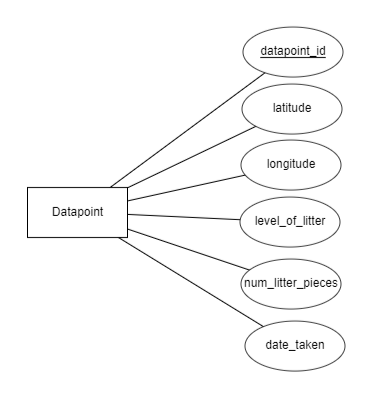 datapoint_id
latitude
longitude
Datapoint
level_of_litter
num_litter_pieces
date_taken